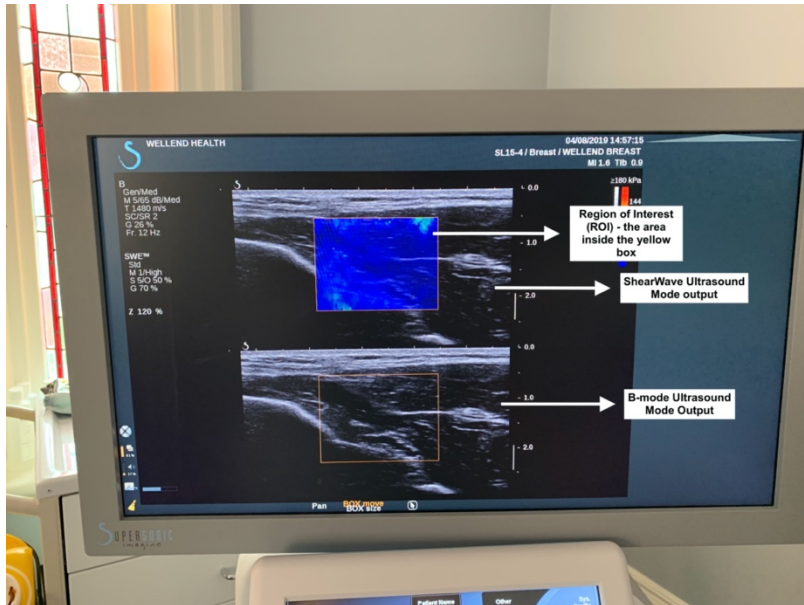 WELLEND HEALTH
04/08/2019 14:57:15
SL15-4 / Breast / WELLEND BREAST
MI 1.6 TIb 0.9
B
Gen/Med
M 5/65 dB/Med
T 1480 m/s
SC/SR 2
G 26 %
Fr. 12 Hz
SWE™
Std
M 1/High
S 5/O 50 %
G 70 %
Z 120 %
S
0.0
1.0
2.0
≥180 kPa
144
Region of Interest
(ROI) - the area
inside the yellow
box
ShearWave Ultrasound
Mode output
S
0.0
1.0
2.0
B-mode Ultrasound
Mode Output
Pan BOX move
BOX size
SUPERSONIC
imagine
Patient Name Other Sys.